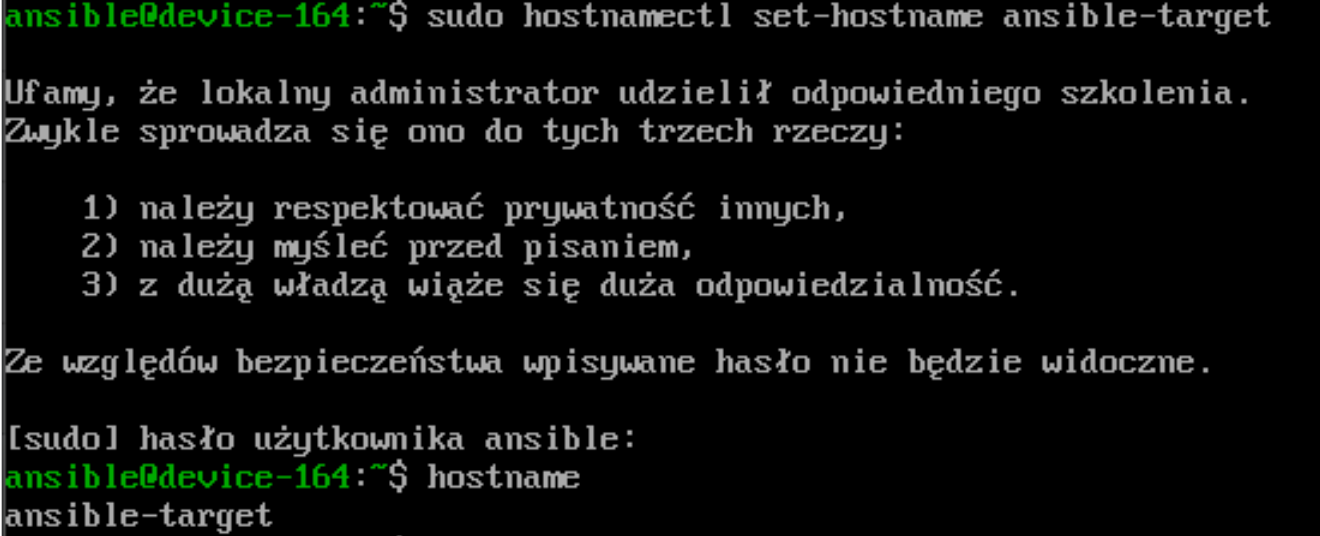 ansible@device-164:~$ sudo hostnamectl set-hostname ansible-target
Ufamy, że lokalny administrator udzielił odpowiedniego szkolenia.
Zwykle sprowadza się ono do tych trzech rzeczy:
1) należy respektować prywatność innych,
2) należy myśleć przed pisaniem,
3) z dużą władzą wiąże się duża odpowiedzialność.
Ze względów bezpieczeństwa wpisywane hasło nie będzie widoczne.
[sudo] hasło użytkownika ansible:
ansible@device-164:~$ hostname
ansible-target